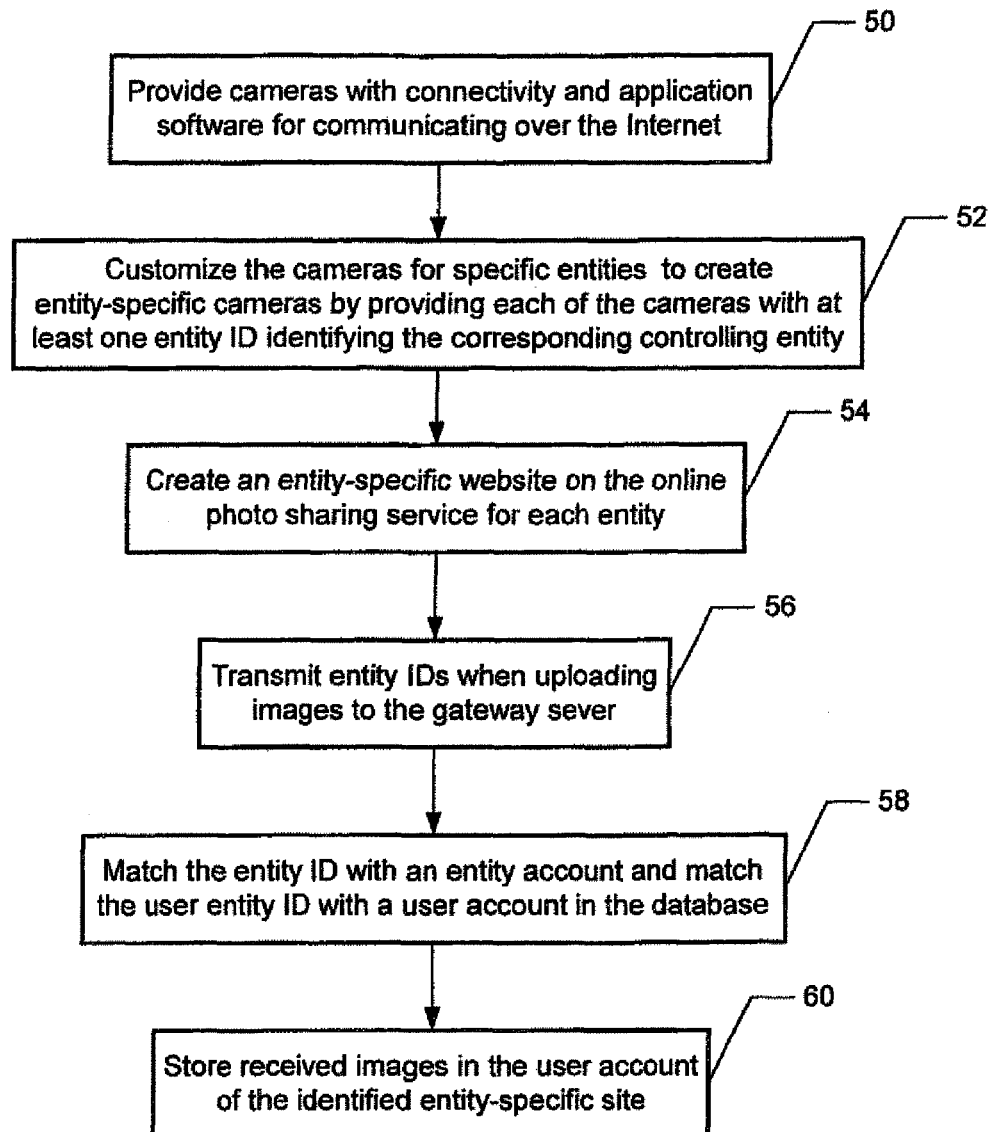 50
Provide cameras with connectivity and application
software for communicating over the Internet
52
Customize the cameras for specific entities to create
entity-specific cameras by providing each of the cameras with at
least one entity ID identifying the corresponding controlling entity
54
Create an entity-specific website on the online
photo sharing service for each entity
56
Transmit entity IDs when uploading
images to the gateway sever
58
Match the entity ID with an entity account and match
the user entity ID with a user account in the database
60
Store received images in the user account
of the identified entity-specific site